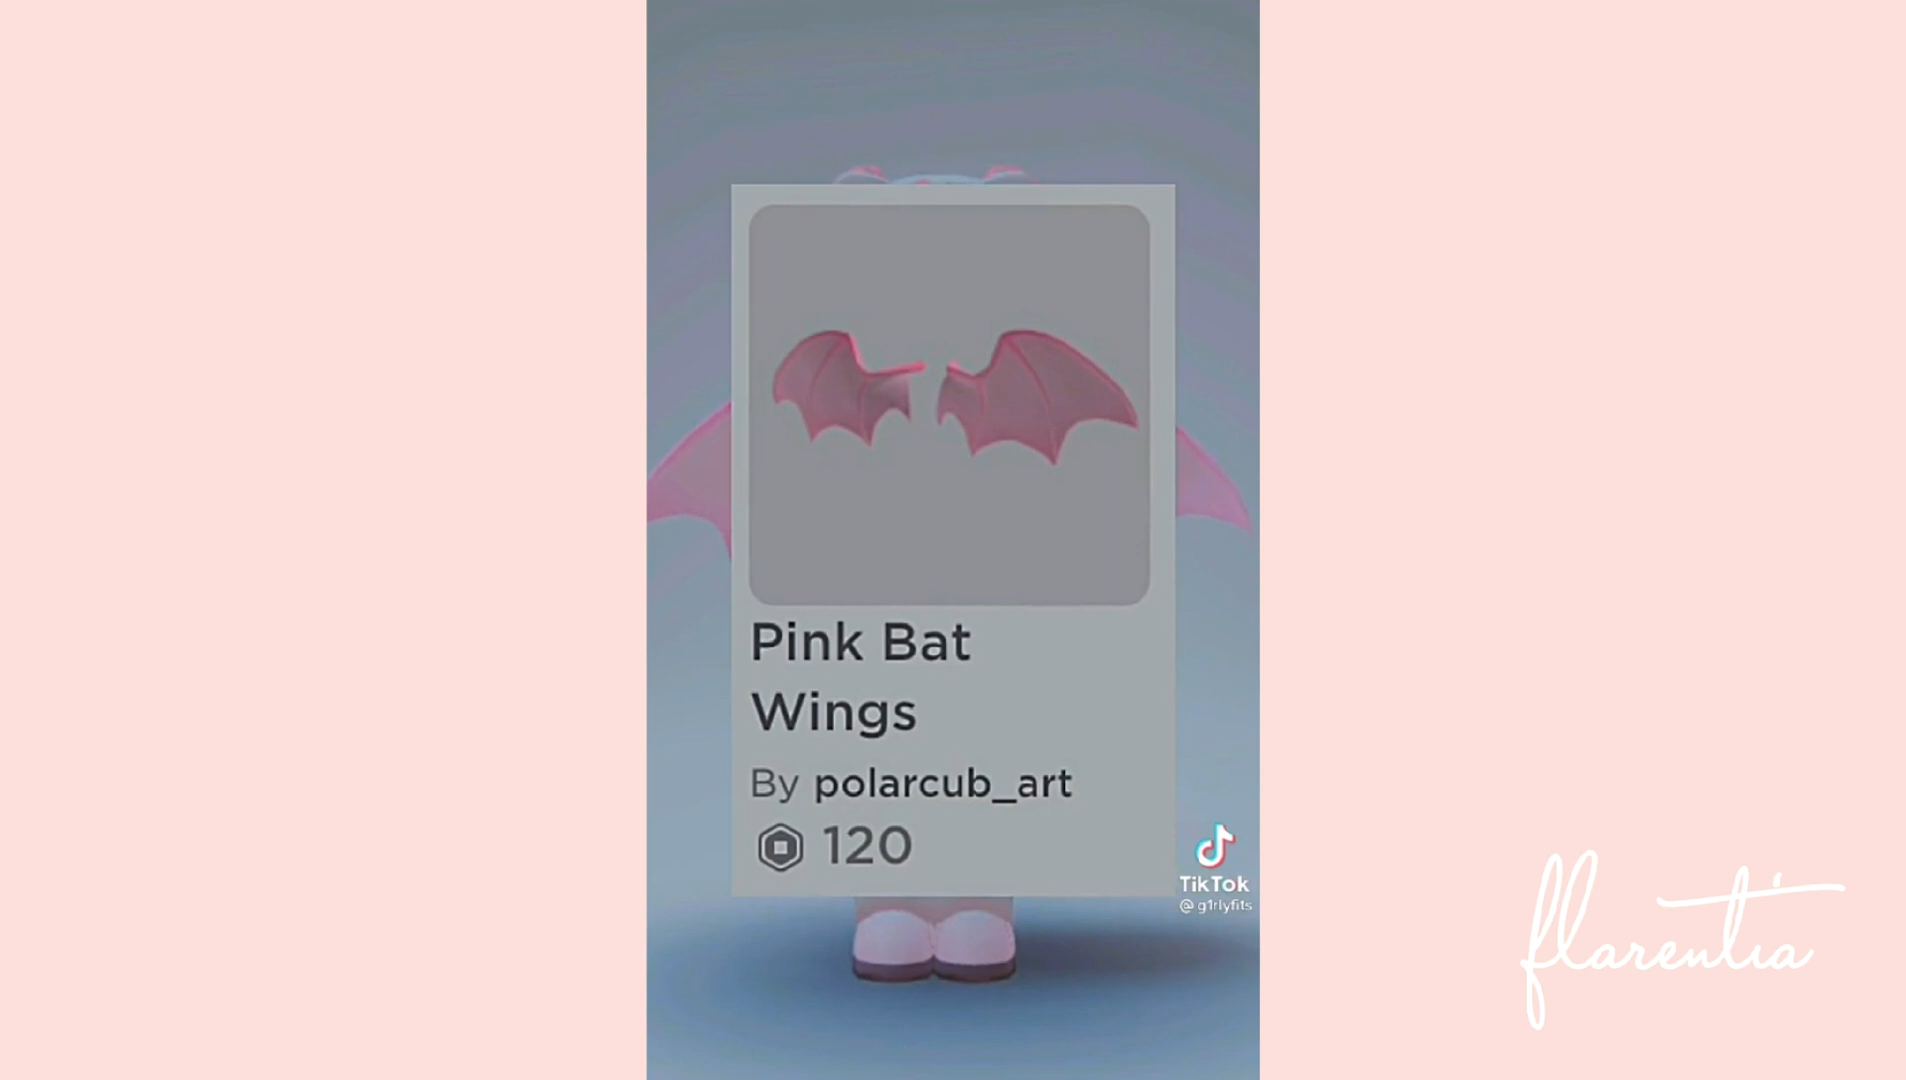 Pink Bat
Wings
By polarcub_art
120
TikTok
@g1rlyfits
flarentia